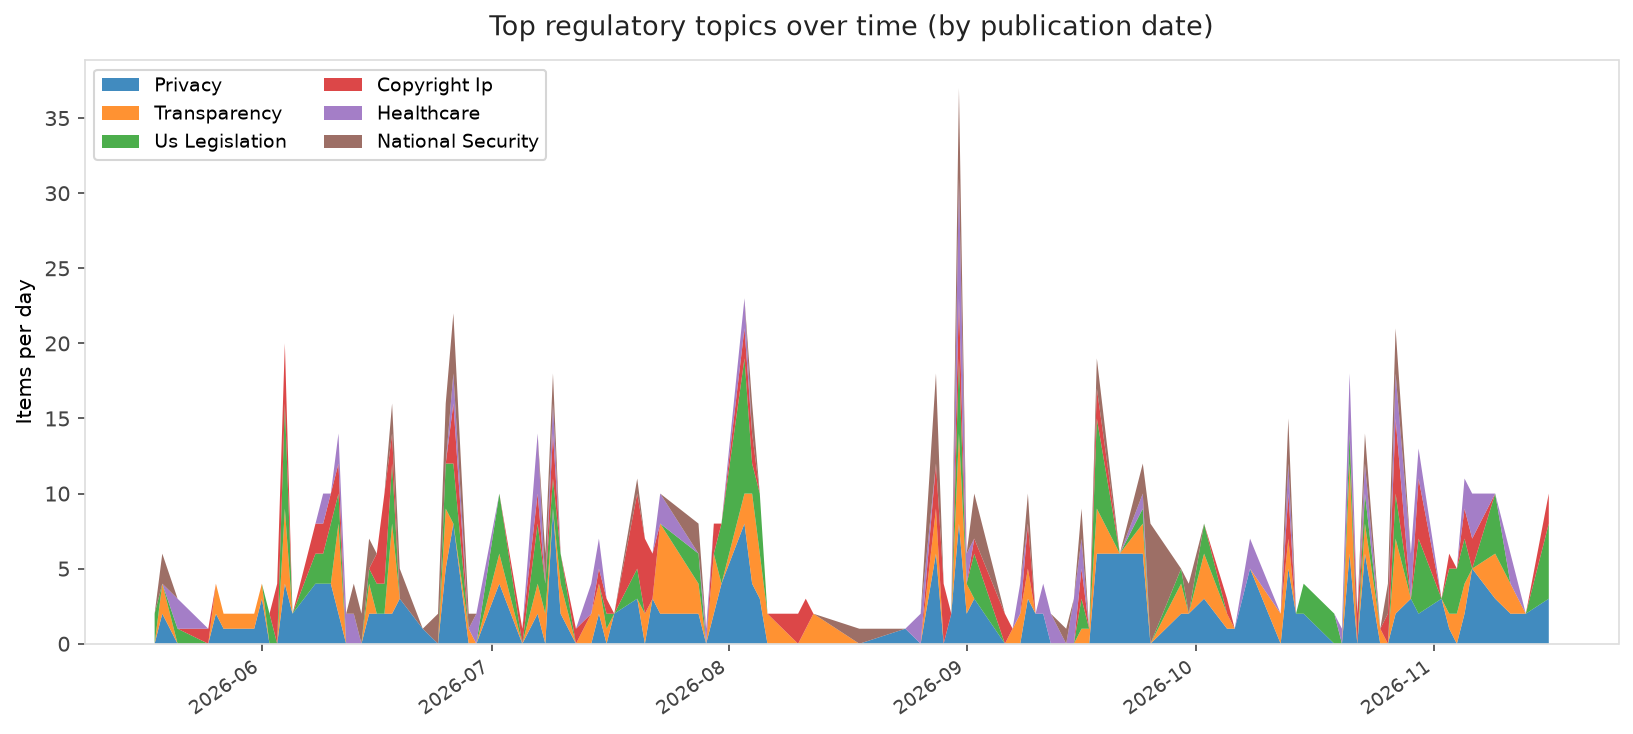 Top regulatory topics over time (by publication date)
Privacy
Transparency
Us Legislation
Copyright Ip
Healthcare
National Security
Items per day
35
30
25
20
15
10
5
0
2026-06
2026-07
2026-08
2026-09
2026-10
2026-11